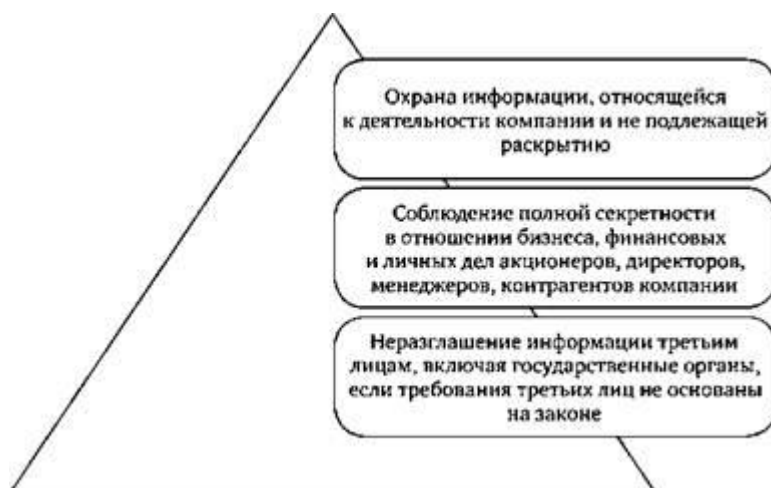 Охрана информации, относящейся
к деятельности компании и не подлежащей
раскрытию
Соблюдение полной секретности
в отношении бизнеса, финансовых
и личных дел акционеров, директоров,
менеджеров, контрагентов компании
Неразглашение информации третьим
лицам, включая государственные органы,
если требования третьих лиц не основаны
на законе